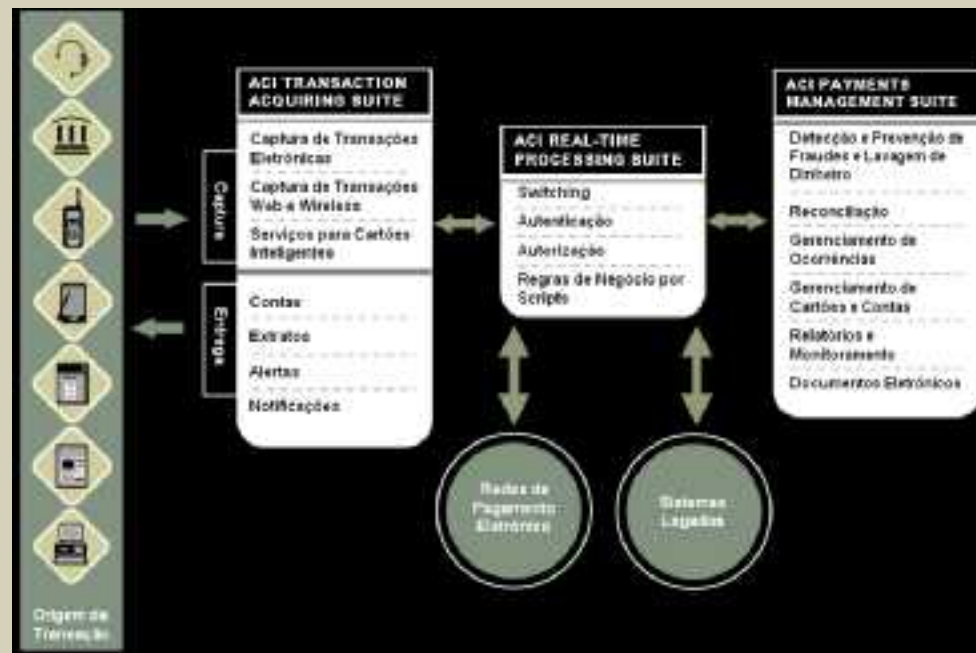 ACI TRANSACTION
ACQUIRING SUITE
Captura de Transações
Eletrônicas
Captura de Transações
Web e Wireless
Serviços para Cartões
Inteligentes
Contas
Extratos
Alertas
Notificações
Captura
Entrega
ACI REAL-TIME
PROCESSING SUITE
Switching
Autenticação
Autorização
Regras de Negócio por
Scripts
ACI PAYMENTS
MANAGEMENT SUITE
Detecção e Prevenção de
Fraudes e Lavagem de
Dinheiro
Reconciliação
Gerenciamento de
Ocorrências
Gerenciamento de
Cartões e Contas
Relatórios e
Monitoramento
Documentos Eletrônicos
Redes de
Pagamento
Eletrônico
Sistemas
Legados
Origem da
Transação